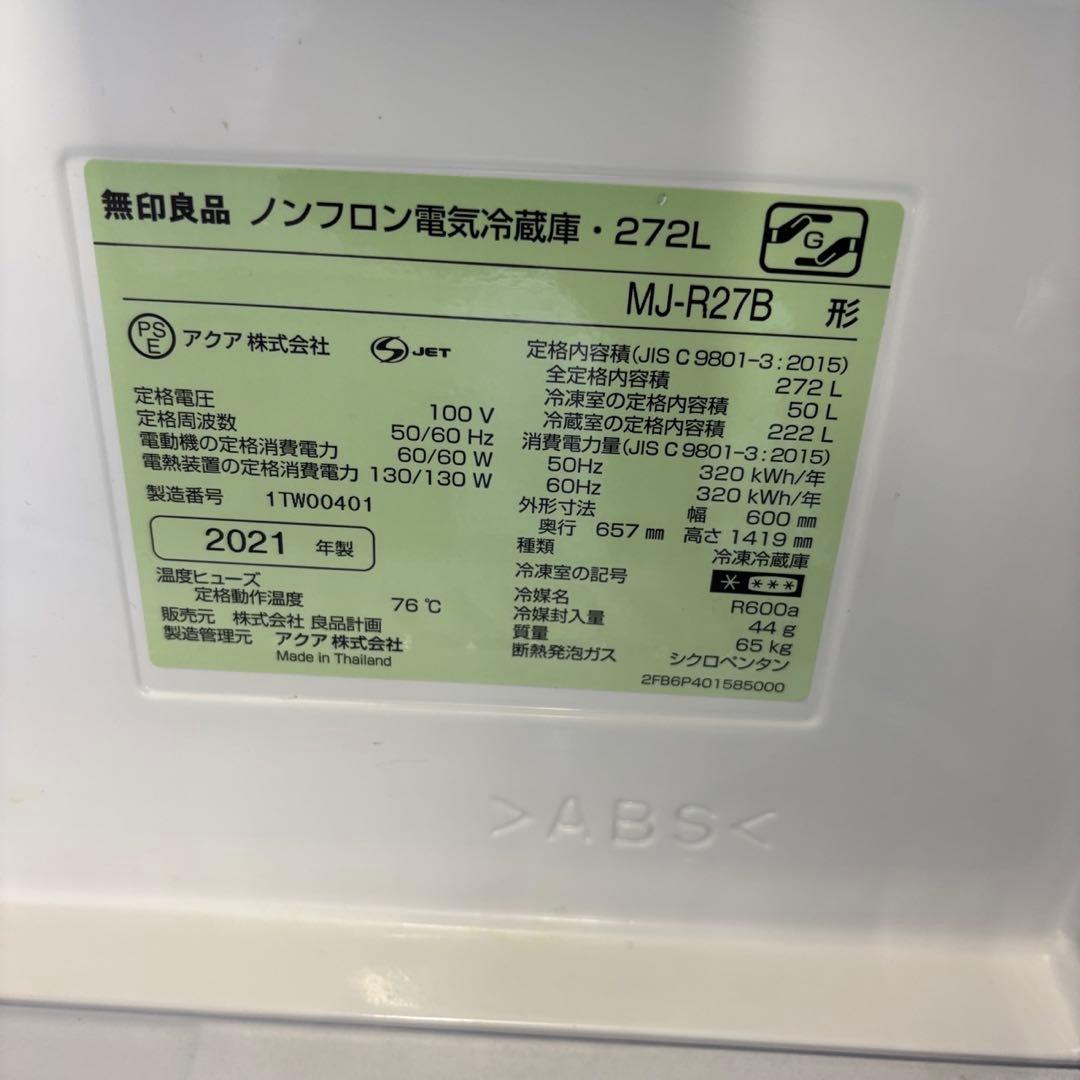 無印良品 ノンフロン電気冷蔵庫・272L
G
MJ-R27B 形
PS
E
アクア 株式会社
S JET
定格電圧 100 V
定格周波数 50/60 Hz
電動機の定格消費電力 60/60 W
電熱装置の定格消費電力 130/130 W
製造番号 1TW00401
2021 年製
温度ヒューズ
定格動作温度 76℃
販売元 株式会社 良品計画
製造管理元 アクア 株式会社
Made in Thailand
定格内容積(JIS C 9801-3:2015)
全定格内容積 272 L
冷凍室の定格内容積 50 L
冷蔵室の定格内容積 222 L
消費電力量(JIS C 9801-3:2015)
50Hz 320 kWh/年
60Hz 320 kWh/年
外形寸法 幅 600 ㎜
奥行 657 ㎜ 高さ 1419 ㎜
種類 冷凍冷蔵庫
冷凍室の記号 * ***
冷媒名 R600a
冷媒封入量 44 g
質量 65 kg
断熱発泡ガス シクロペンタン
2FB6P401585000
>ABS<